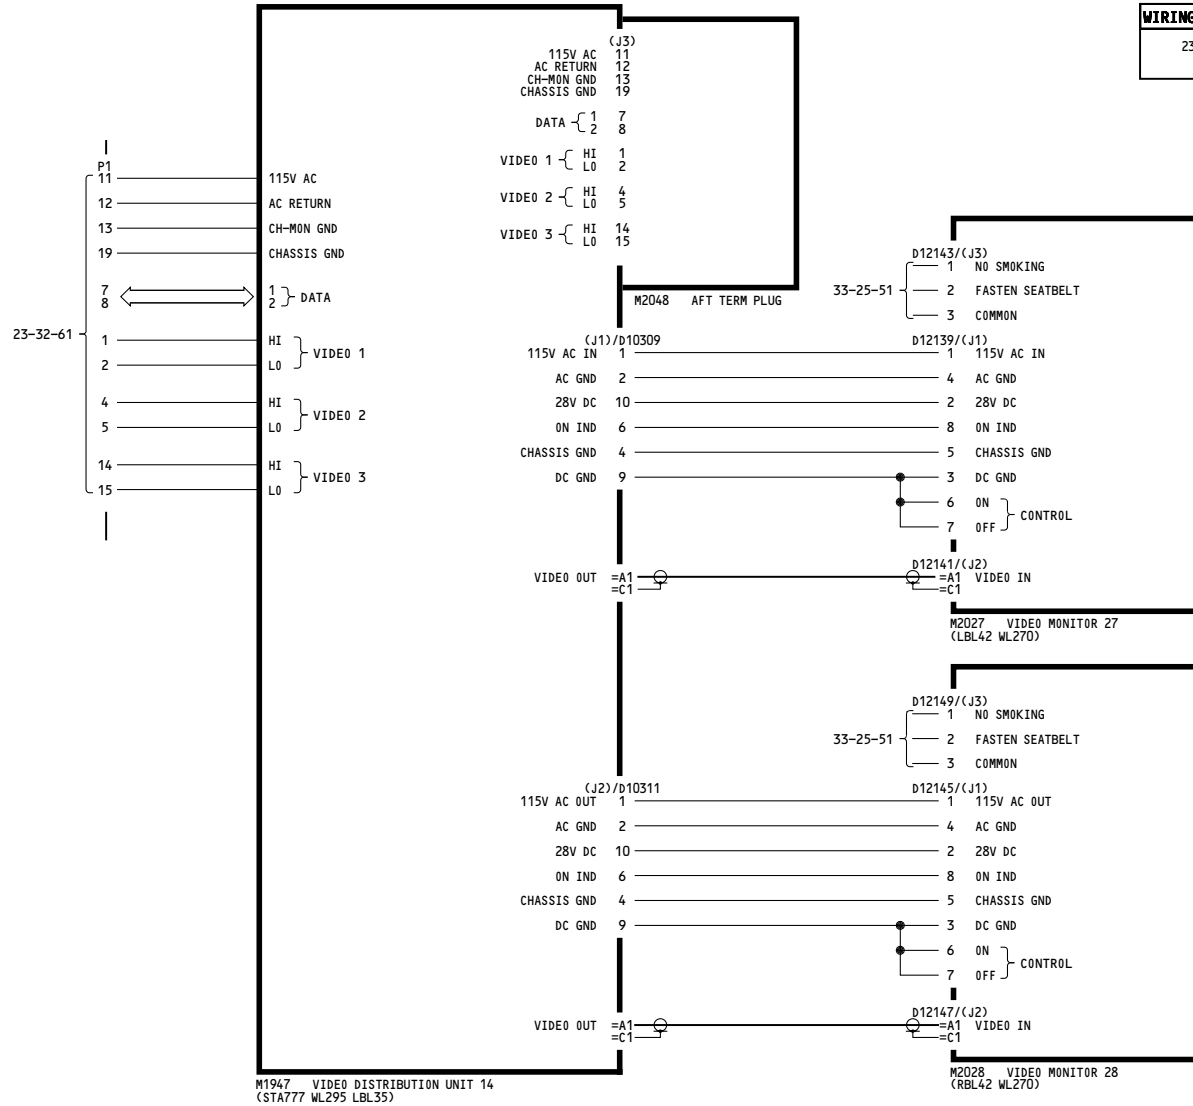 WIRING
23
(J3)
115V AC 11
AC RETURN 12
CH-MON GND 13
CHASSIS GND 19
DATA 1 7
2 8
VIDEO 1 HI 1
LO 2
VIDEO 2 HI 4
LO 5
VIDEO 3 HI 14
LO 15
M2048 AFT TERM PLUG
P1
11 115V AC
12 AC RETURN
13 CH-MON GND
19 CHASSIS GND
7 1
8 2 DATA
23-32-61
1 HI
2 LO VIDEO 1
4 HI
5 LO VIDEO 2
14 HI
15 LO VIDEO 3
D12143/(J3)
33-25-51
1 NO SMOKING
2 FASTEN SEATBELT
3 COMMON
(J1)/D10309 D12139/(J1)
115V AC IN 1 1 115V AC IN
AC GND 2 4 AC GND
28V DC 10 2 28V DC
ON IND 6 8 ON IND
CHASSIS GND 4 5 CHASSIS GND
DC GND 9 3 DC GND
6 ON
7 OFF CONTROL
D12141/(J2)
VIDEO OUT =A1 =A1 VIDEO IN
=C1 =C1
M2027 VIDEO MONITOR 27
(LBL42 WL270)
D12149/(J3)
33-25-51
1 NO SMOKING
2 FASTEN SEATBELT
3 COMMON
(J2)/D10311 D12145/(J1)
115V AC OUT 1 1 115V AC OUT
AC GND 2 4 AC GND
28V DC 10 2 28V DC
ON IND 6 8 ON IND
CHASSIS GND 4 5 CHASSIS GND
DC GND 9 3 DC GND
6 ON
7 OFF CONTROL
D12147/(J2)
VIDEO OUT =A1 =A1 VIDEO IN
=C1 =C1
M2028 VIDEO MONITOR 28
(RBL42 WL270)
M1947 VIDEO DISTRIBUTION UNIT 14
(STA777 WL295 LBL35)